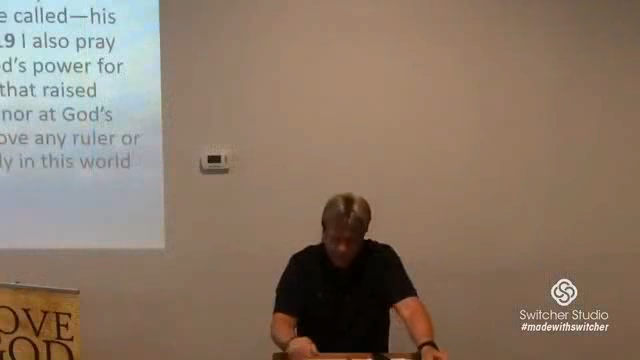 e called—his
19 I also pray
d's power for
that raised
nor at God's
ove any ruler or
ly in this world
OVE
GOD
Switcher Studio
#madewithswitcher